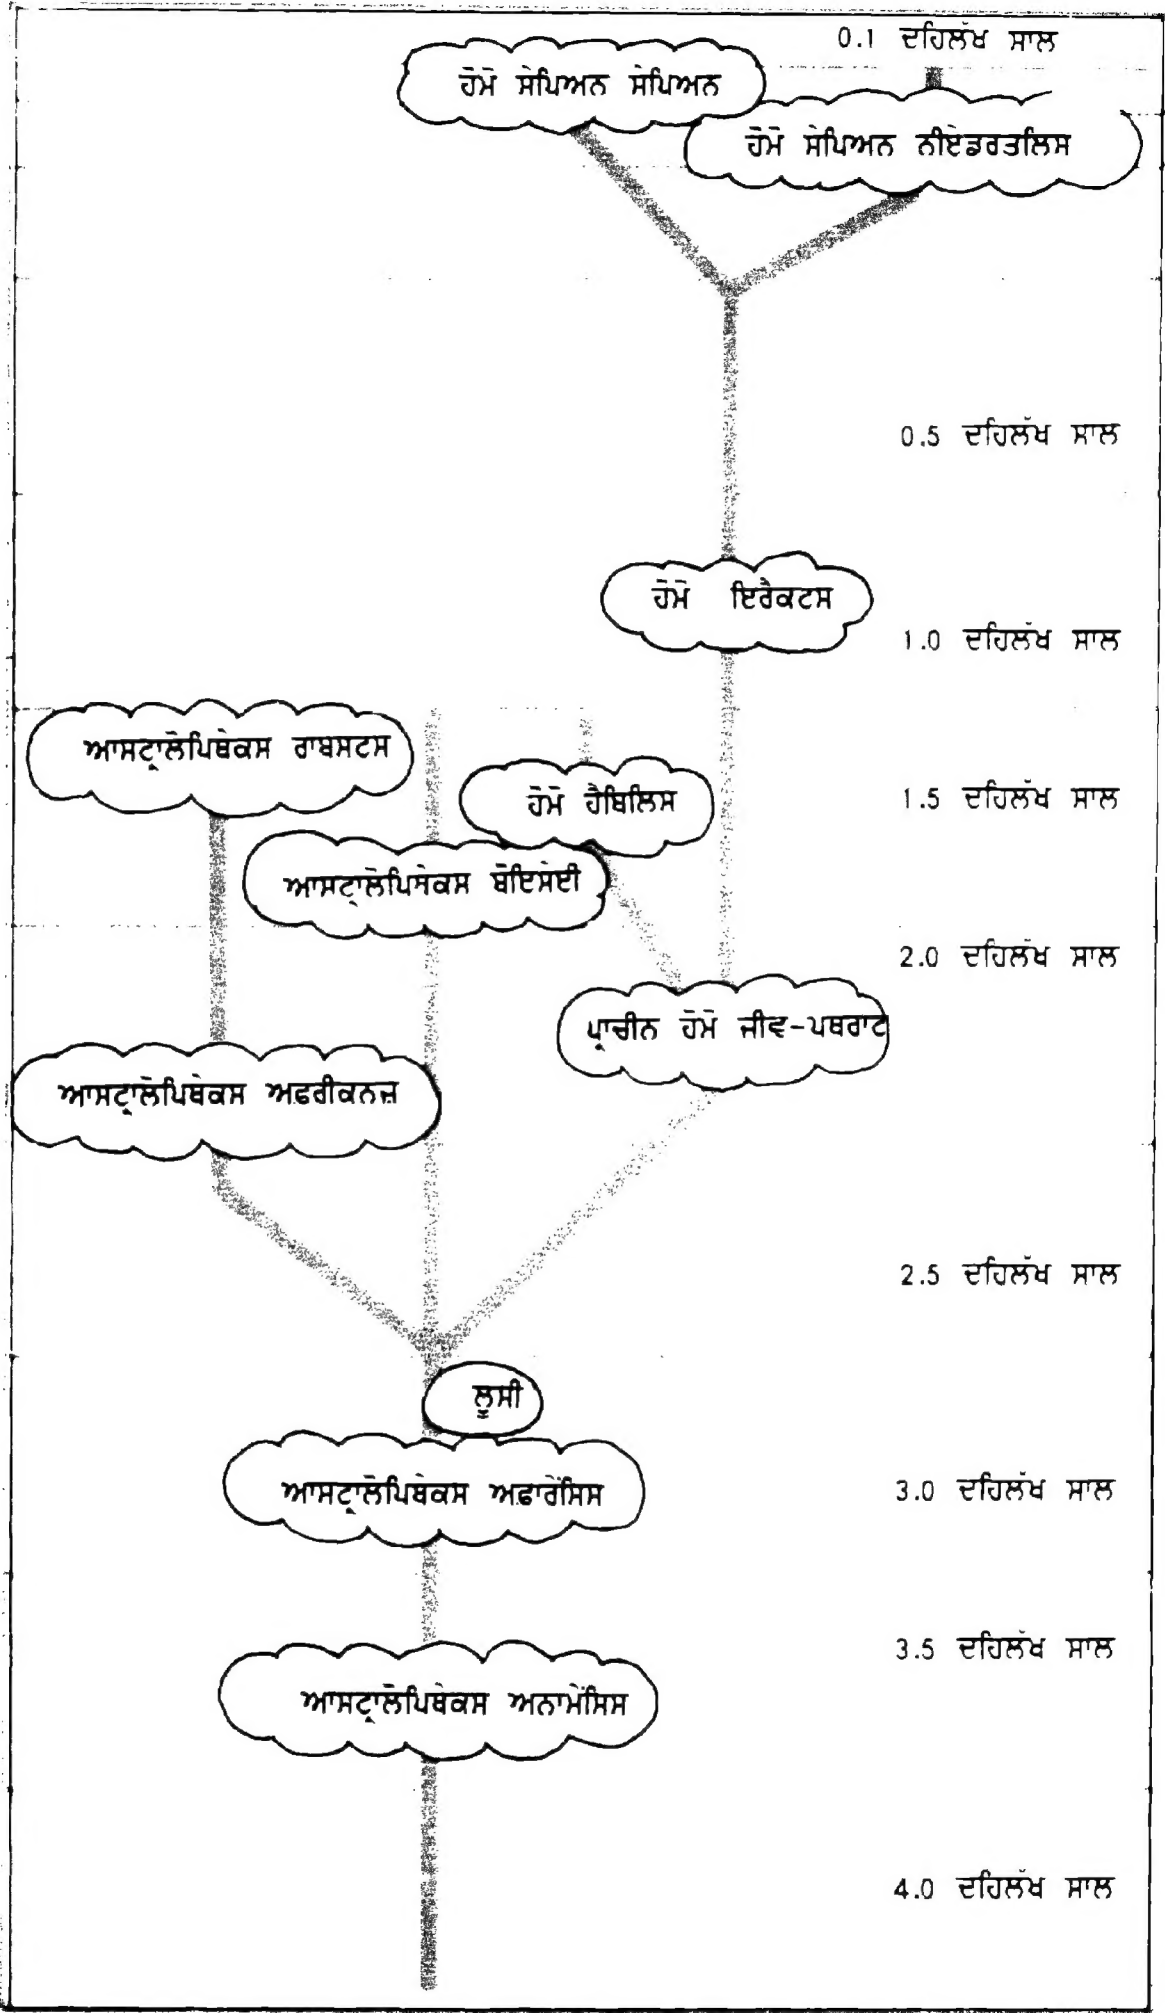 0.1 ਦਹਿਲੱਖ ਸਾਲ
ਹੋਮੋ ਸੇਪਿਅਨ ਸੇਪਿਅਨ
ਹੋਮੋ ਸੇਪਿਅਨ ਨੀਏਡਰਤਲਿਸ
0.5 ਦਹਿਲੱਖ ਸਾਲ
ਹੋਮੋ ਇਰੈਕਟਸ
1.0 ਦਹਿਲੱਖ ਸਾਲ
ਆਸਟ੍ਰਾਲੋਪਿਥੇਕਸ ਰਾਬਸਟਸ
ਹੋਮੋ ਹੈਬਿਲਿਸ
1.5 ਦਹਿਲੱਖ ਸਾਲ
ਆਸਟ੍ਰਾਲੋਪਿਸੇਕਸ ਬੋਇਸੇਈ
2.0 ਦਹਿਲੱਖ ਸਾਲ
ਪ੍ਰਾਚੀਨ ਹੋਮੋ ਜੀਵ-ਪਥਰਾਟ
ਆਸਟ੍ਰਾਲੋਪਿਥੇਕਸ ਅਫਰੀਕਨਜ਼
2.5 ਦਹਿਲੱਖ ਸਾਲ
ਲੂਸੀ
ਆਸਟ੍ਰਾਲੋਪਿਥੇਕਸ ਅਫਾਰੇਂਸਿਸ
3.0 ਦਹਿਲੱਖ ਸਾਲ
3.5 ਦਹਿਲੱਖ ਸਾਲ
ਆਸਟ੍ਰਾਲੋਪਿਥੇਕਸ ਅਨਾਮੇਂਸਿਸ
4.0 ਦਹਿਲੱਖ ਸਾਲ